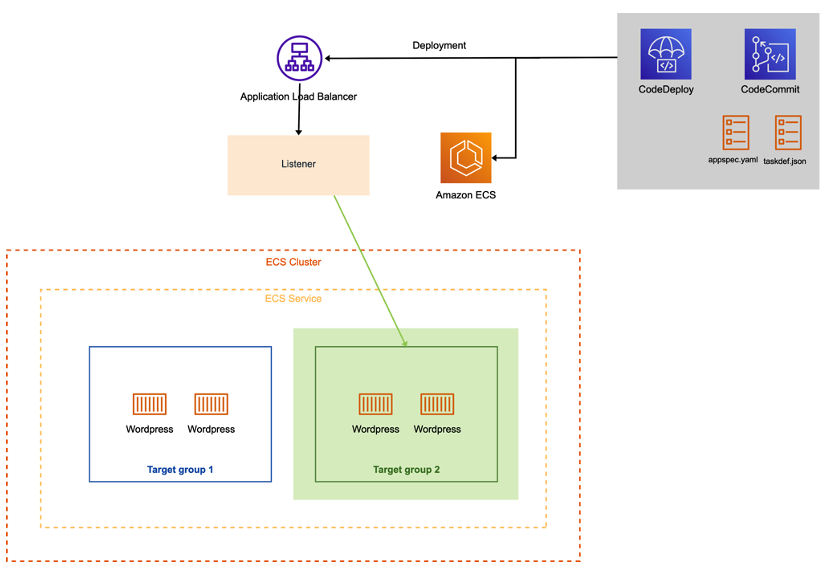 Deployment
CodeDeploy
CodeCommit
Application Load Balancer
appspec.yaml
taskdef.json
Listener
Amazon ECS
ECS Cluster
ECS Service
Wordpress
Wordpress
Wordpress
Wordpress
Target group 1
Target group 2